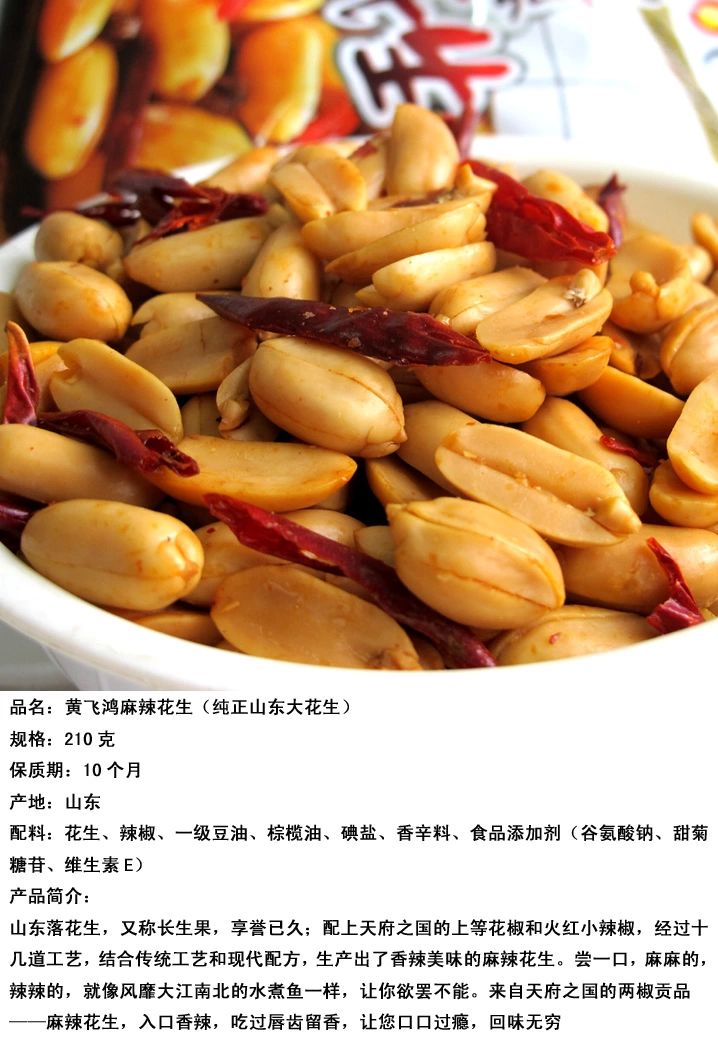 品名：黄飞鸿麻辣花生（纯正山东大花生）
规格：210 克
保质期：10 个月
产地：山东
配料：花生、辣椒、一级豆油、棕榄油、碘盐、香辛料、食品添加剂（谷氨酸钠、甜菊
糖苷、维生素 E）
产品简介：
山东落花生，又称长生果，享誉已久；配上天府之国的上等花椒和火红小辣椒，经过十
几道工艺，结合传统工艺和现代配方，生产出了香辣美味的麻辣花生。尝一口，麻麻的，
辣辣的，就像风靡大江南北的水煮鱼一样，让你欲罢不能。来自天府之国的两椒贡品
——麻辣花生，入口香辣，吃过唇齿留香，让您口口过瘾，回味无穷